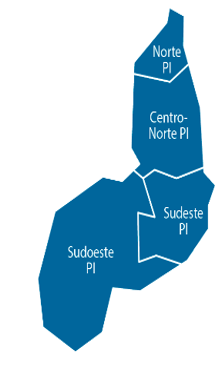 Norte
PI
Centro-
Norte PI
Sudeste
PI
Sudoeste
PI